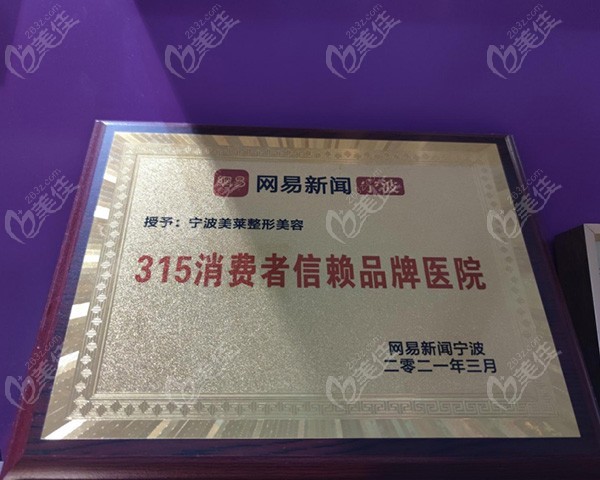 网易 网易新闻 宁波
授予：宁波美莱整形美容
315消费者信赖品牌医院
网易新闻宁波
二零二一年三月